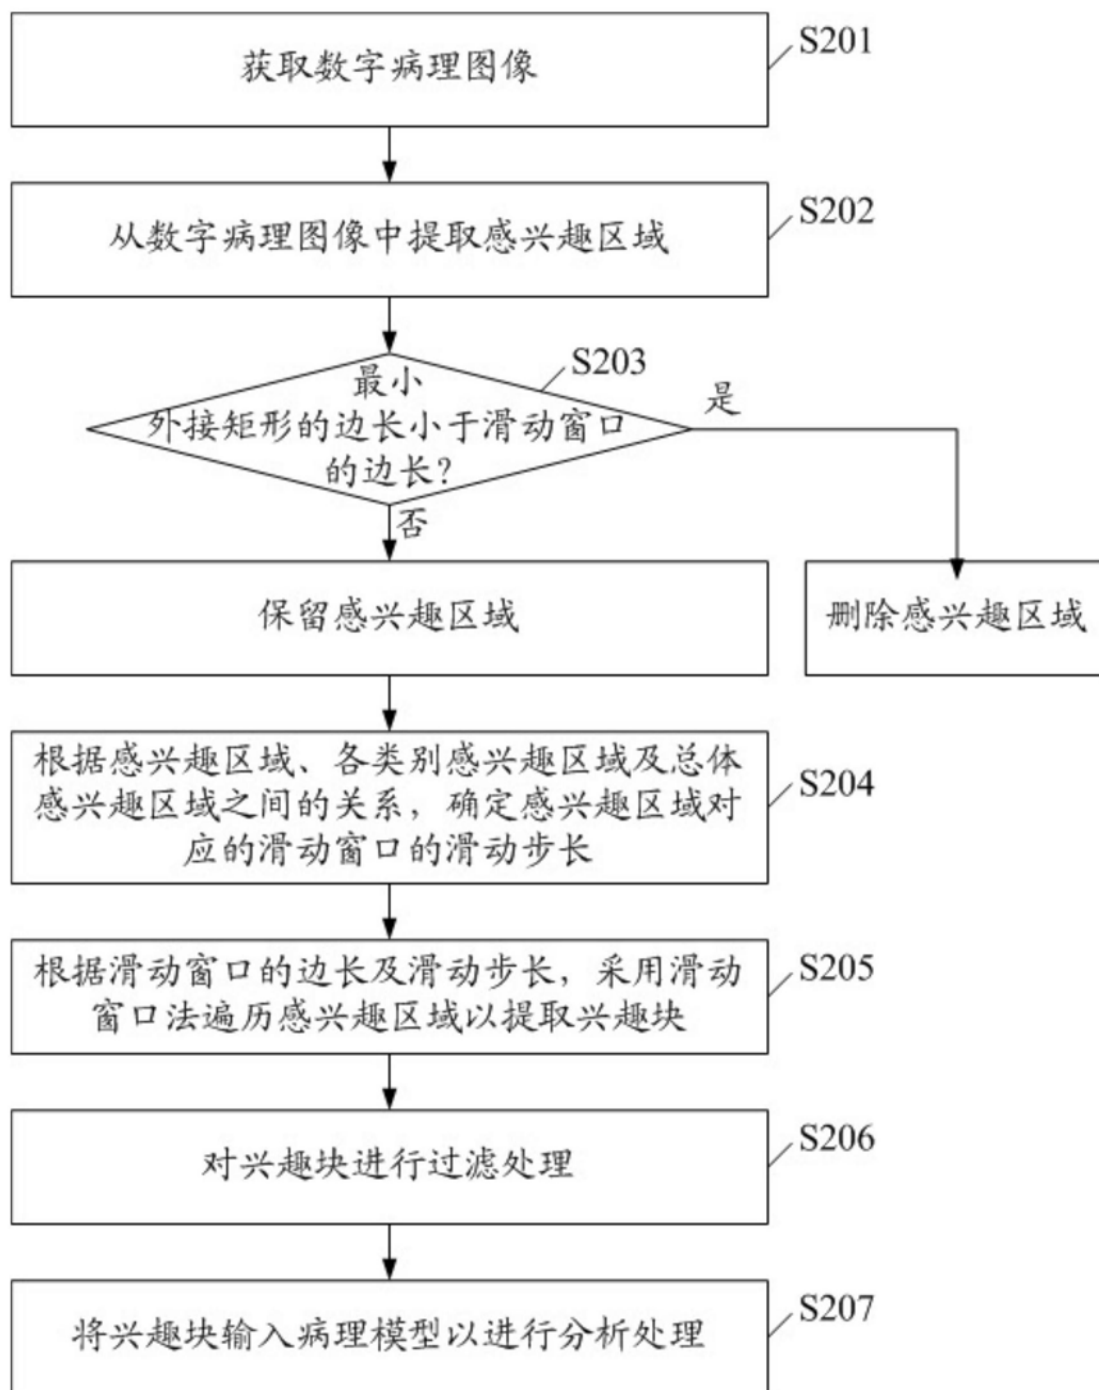 获取数字病理图像
S201
从数字病理图像中提取感兴趣区域
S202
S203
最小
外接矩形的边长小于滑动窗口
的边长?
是
否
保留感兴趣区域
删除感兴趣区域
根据感兴趣区域、各类别感兴趣区域及总体
感兴趣区域之间的关系，确定感兴趣区域对
应的滑动窗口的滑动步长
S204
根据滑动窗口的边长及滑动步长，采用滑动
窗口法遍历感兴趣区域以提取兴趣块
S205
对兴趣块进行过滤处理
S206
将兴趣块输入病理模型以进行分析处理
S207